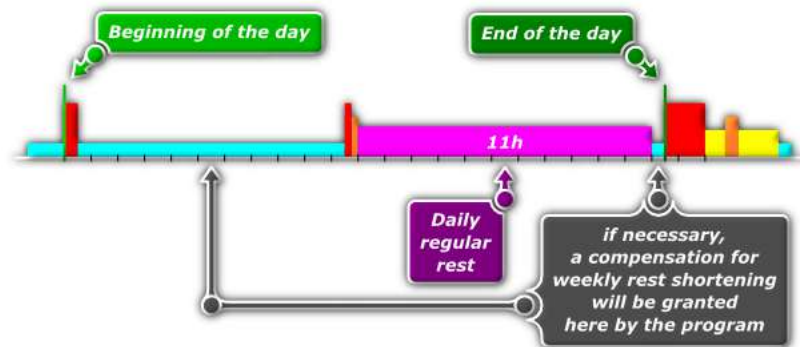 Beginning of the day
End of the day
11h
Daily
regular
rest
if necessary,
a compensation for
weekly rest shortening
will be granted
here by the program